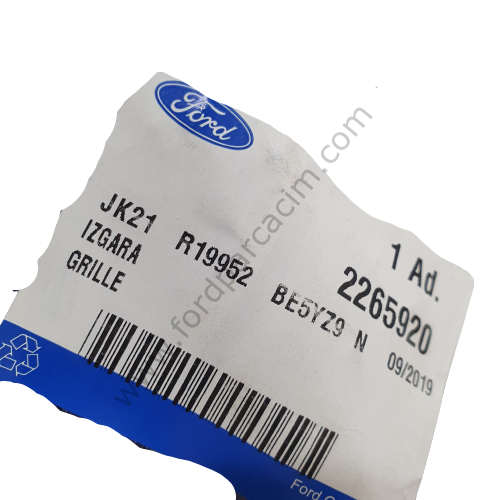 Ford
1 Ad.
JK21 R19952 BE5YZ9 N 2265920
IZGARA
GRILLE
09/2019
www.fordparcacim.com